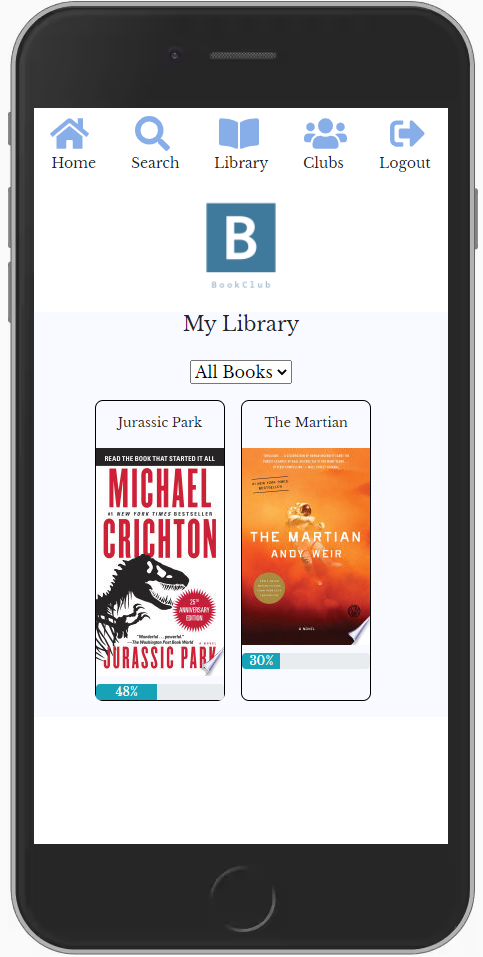 Home Search Library Clubs Logout
B
BookClub
My Library
All Books
Jurassic Park
READ THE BOOK THAT STARTED IT ALL
MICHAEL
#1 NEW YORK TIMES BESTSELLER
CRICHTON
25TH
ANNIVERSARY
EDITION
"Wonderful . . . powerful."
—The Washington Post Book World
A NOVEL
JURASSIC PARK
48%
The Martian
#1 NEW YORK TIMES
BESTSELLER
THE MARTIAN
ANDY WEIR
A NOVEL
30%